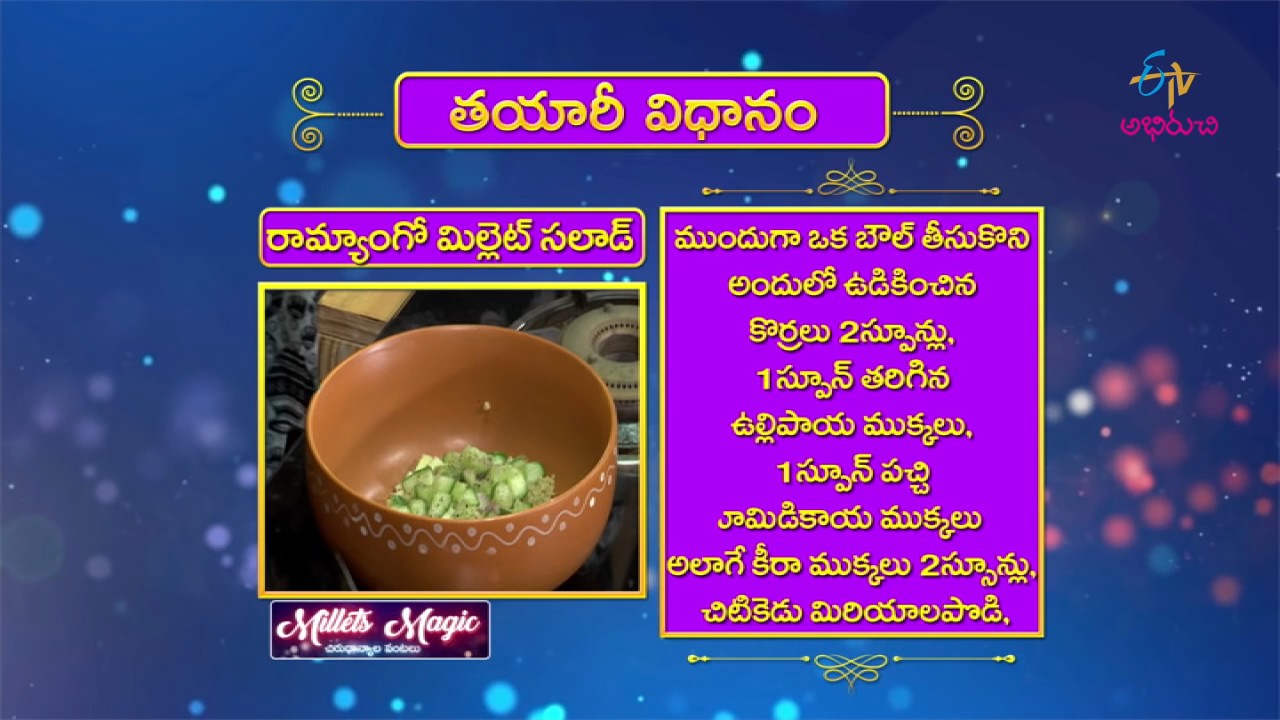 తయారీ విధానం
ETV
అభిరుచి
రామ్యాంగో మిల్లెట్ సలాడ్
ముందుగా ఒక బౌల్ తీసుకొని
అందులో ఉడికించిన
కొర్రలు 2స్పూన్లు,
1స్పూన్ తరిగిన
ఉల్లిపాయ ముక్కలు,
1స్పూన్ పచ్చి
మామిడికాయ ముక్కలు
అలాగే కీరా ముక్కలు 2స్పూన్లు,
చిటికెడు మిరియాలపొడి,
Millets Magic
చిరుధాన్యాల వంటలు